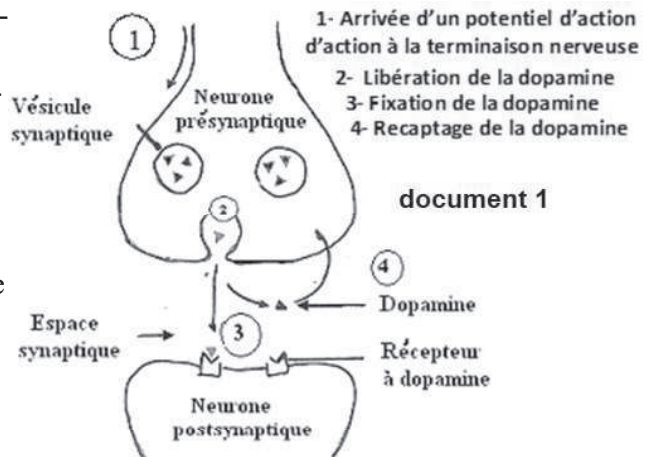 1- Arrivée d'un potentiel d'action
d'action à la terminaison nerveuse
2- Libération de la dopamine
3- Fixation de la dopamine
4- Recaptage de la dopamine
1
Vésicule
synaptique
Neurone
présynaptique
document 1
2
4
e
Dopamine
Espace
synaptique
3
Récepteur
à dopamine
Neurone
postsynaptique